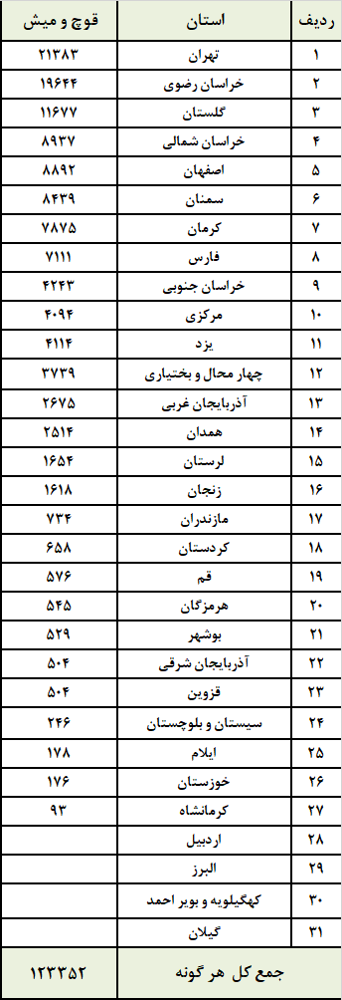 ردیف استان قوچ و میش
۱ تهران ۲۱۳۸۳
۲ خراسان رضوی ۱۹۶۴۴
۳ گلستان ۱۱۶۷۷
۴ خراسان شمالی ۸۹۳۷
۵ اصفهان ۸۸۹۲
۶ سمنان ۸۴۳۹
۷ کرمان ۷۸۷۵
۸ فارس ۷۱۱۱
۹ خراسان جنوبی ۴۲۴۳
۱۰ مرکزی ۴۰۹۴
۱۱ یزد ۴۱۱۴
۱۲ چهار محال و بختیاری ۳۷۳۹
۱۳ آذربایجان غربی ۲۶۷۵
۱۴ همدان ۲۵۱۴
۱۵ لرستان ۱۶۵۴
۱۶ زنجان ۱۶۱۸
۱۷ مازندران ۷۳۴
۱۸ کردستان ۶۵۸
۱۹ قم ۵۷۶
۲۰ هرمزگان ۵۴۵
۲۱ بوشهر ۵۲۹
۲۲ آذربایجان شرقی ۵۰۴
۲۳ قزوین ۵۰۴
۲۴ سیستان و بلوچستان ۲۴۶
۲۵ ایلام ۱۷۸
۲۶ خوزستان ۱۷۶
۲۷ کرمانشاه ۹۳
۲۸ اردبیل
۲۹ البرز
۳۰ کهگیلویه و بویر احمد
۳۱ گیلان
جمع کل هر گونه ۱۲۳۳۵۲